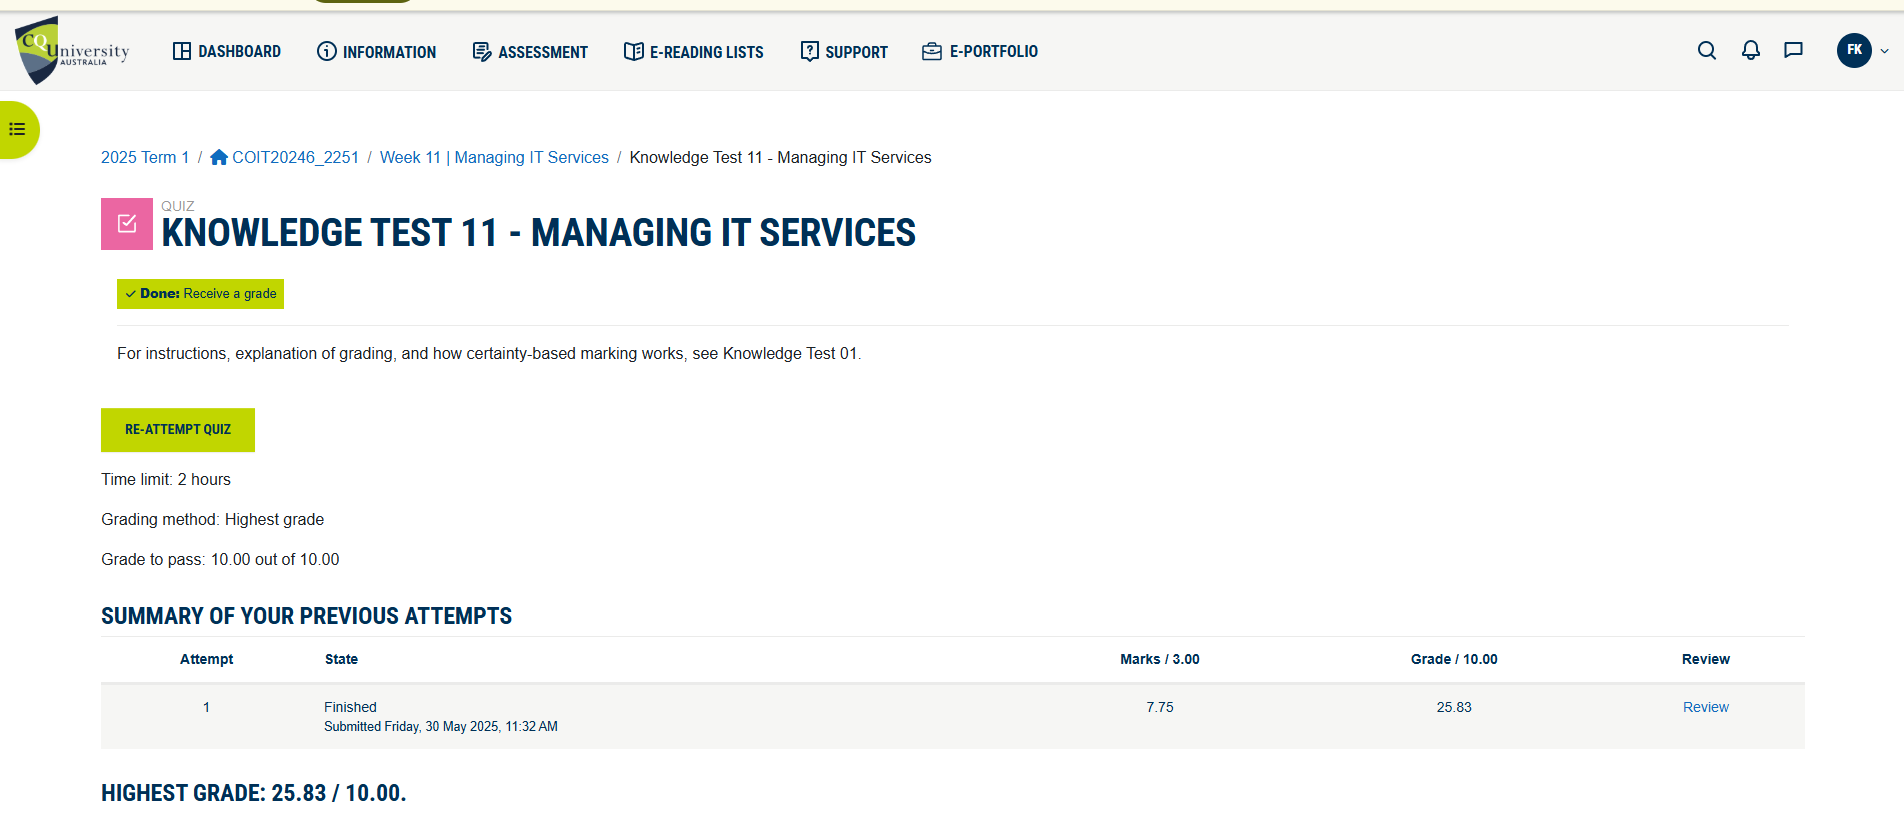 CQUniversity
AUSTRALIA
DASHBOARD
INFORMATION
ASSESSMENT
E-READING LISTS
SUPPORT
E-PORTFOLIO
FK
2025 Term 1 / COIT20246_2251 / Week 11 | Managing IT Services / Knowledge Test 11 - Managing IT Services
QUIZ
KNOWLEDGE TEST 11 - MANAGING IT SERVICES
Done: Receive a grade
For instructions, explanation of grading, and how certainty-based marking works, see Knowledge Test 01.
RE-ATTEMPT QUIZ
Time limit: 2 hours
Grading method: Highest grade
Grade to pass: 10.00 out of 10.00
SUMMARY OF YOUR PREVIOUS ATTEMPTS
Attempt State Marks / 3.00 Grade / 10.00 Review
1 Finished 7.75 25.83 Review
Submitted Friday, 30 May 2025, 11:32 AM
HIGHEST GRADE: 25.83 / 10.00.